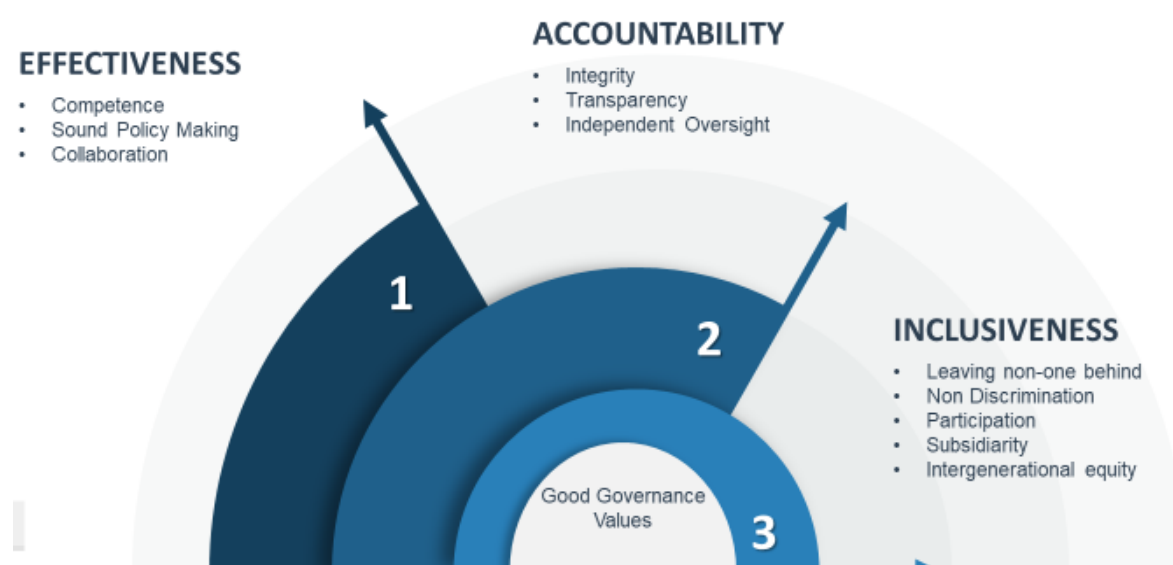 EFFECTIVENESS
• Competence
• Sound Policy Making
• Collaboration
ACCOUNTABILITY
• Integrity
• Transparency
• Independent Oversight
INCLUSIVENESS
• Leaving non-one behind
• Non Discrimination
• Participation
• Subsidiarity
• Intergenerational equity
1
2
3
Good Governance
Values